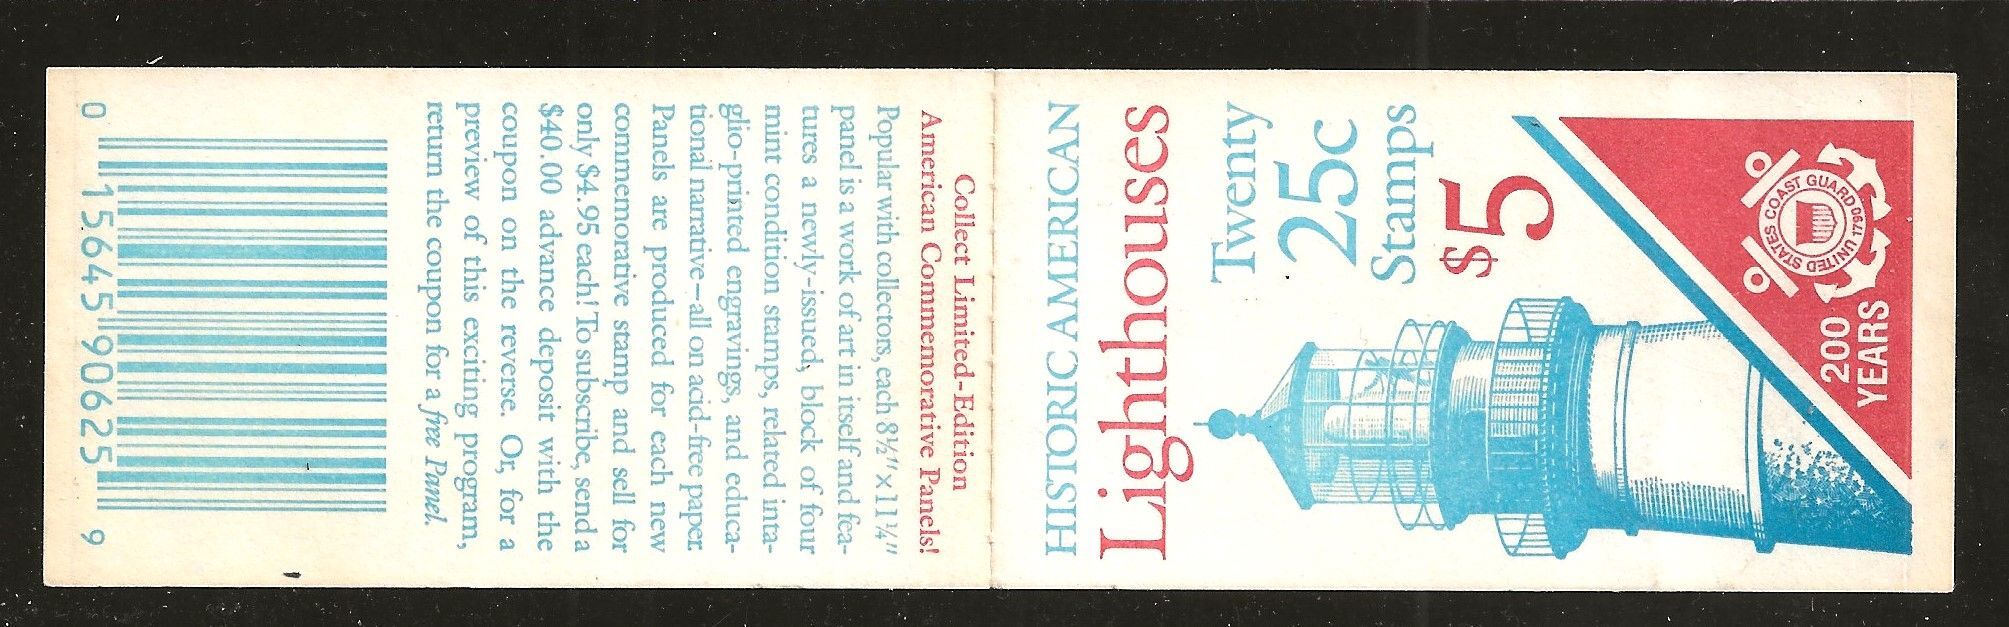 HISTORIC AMERICAN
Lighthouses
Twenty
25c
Stamps
$5
UNITED STATES COAST GUARD
1790
200
YEARS
Collect Limited-Edition
American Commemorative Panels!
Popular with collectors, each 8½" x 11¼"
panel is a work of art in itself and fea-
tures a newly-issued, block of four
mint condition stamps, related inta-
glio-printed engravings, and educa-
tional narrative—all on acid-free paper.
Panels are produced for each new
commemorative stamp and sell for
only $4.95 each! To subscribe, send a
$40.00 advance deposit with the
coupon on the reverse. Or, for a
preview of this exciting program,
return the coupon for a free Panel.
0 15645 90625 9